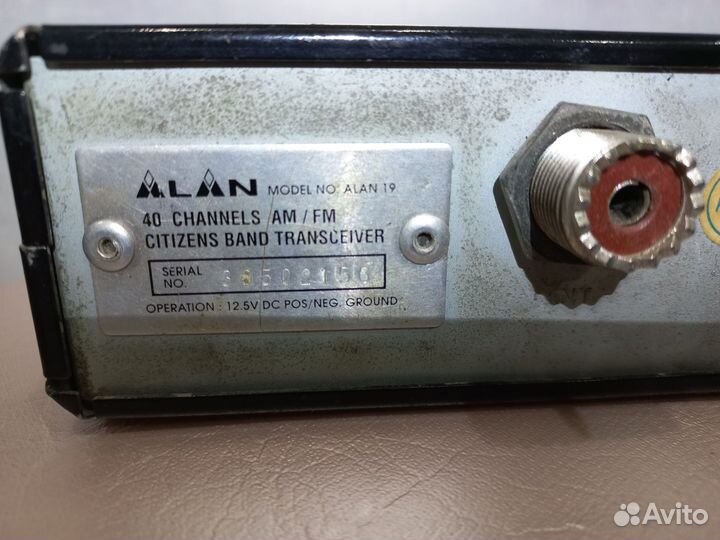 ALAN MODEL NO. ALAN 19
40 CHANNELS AM/FM
CITIZENS BAND TRANSCEIVER
SERIAL
NO.
OPERATION : 12.5V DC POS/NEG. GROUND
ANT
Avito